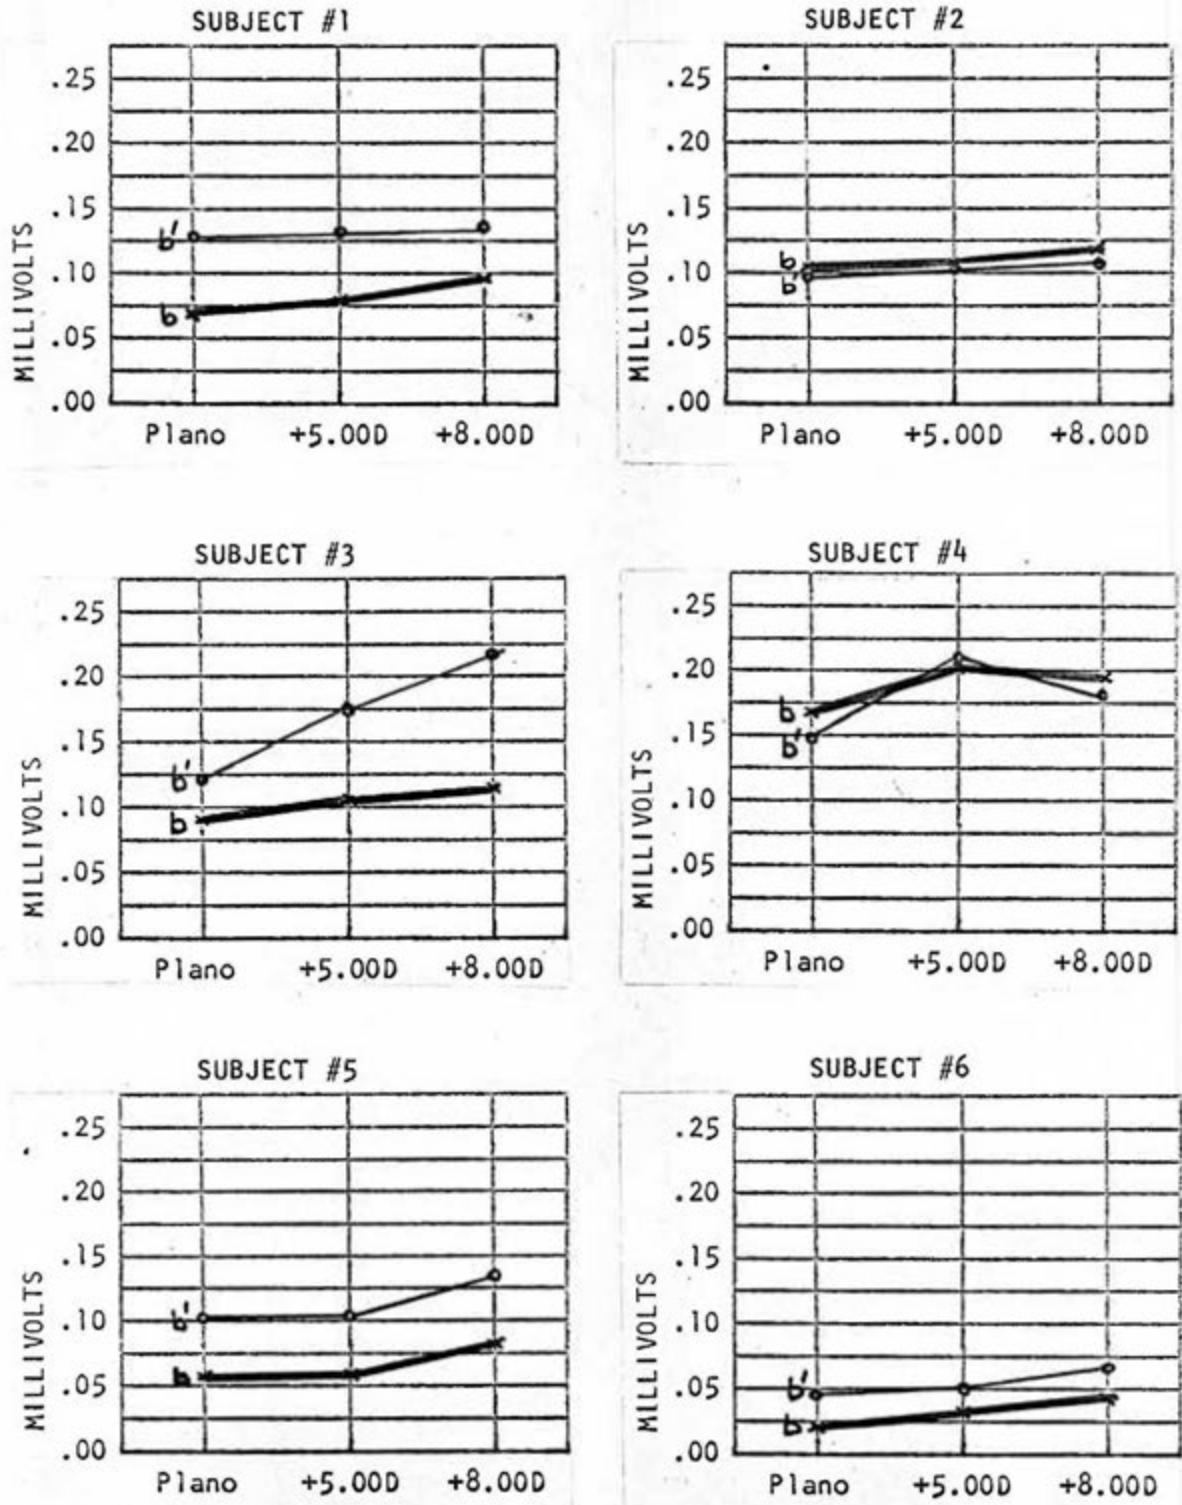 SUBJECT #1
MILLIVOLTS
.25
.20
.15
.10
.05
.00
b'
b
Plano +5.00D +8.00D
SUBJECT #2
MILLIVOLTS
.25
.20
.15
.10
.05
.00
b
b'
Plano +5.00D +8.00D
SUBJECT #3
MILLIVOLTS
.25
.20
.15
.10
.05
.00
b'
b
Plano +5.00D +8.00D
SUBJECT #4
MILLIVOLTS
.25
.20
.15
.10
.05
.00
b
b'
Plano +5.00D +8.00D
SUBJECT #5
MILLIVOLTS
.25
.20
.15
.10
.05
.00
b'
b
Plano +5.00D +8.00D
SUBJECT #6
MILLIVOLTS
.25
.20
.15
.10
.05
.00
b'
b
Plano +5.00D +8.00D